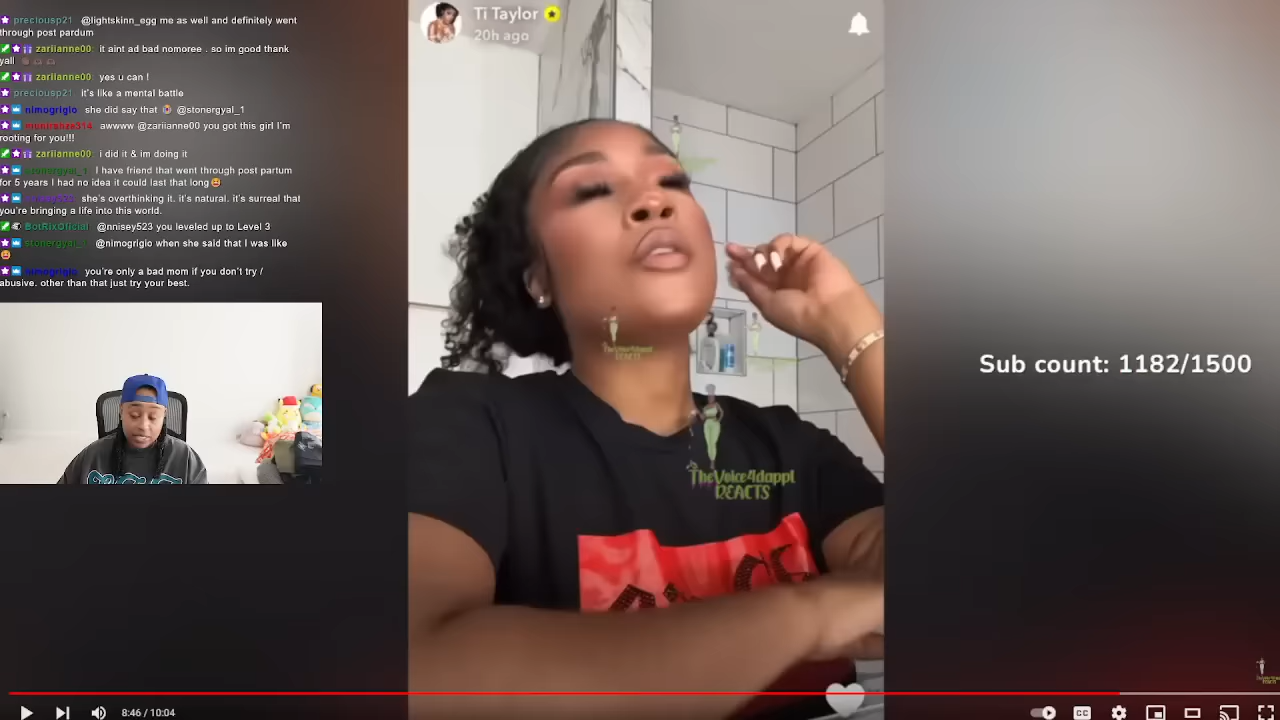 preciousp21 @lightskinn_egg me as well and definitely went
through post pardum
zariianne00: it aint ad bad nomoree . so im good thank
yall
zariianne00: yes u can !
preciousp21 it's like a mental battle
nimogrigio she did say that @stonergyal_1
awwww @zariianne00 you got this girl I'm
rooting for you!!!
zariianne00: i did it & im doing it
stonergyal_1 I have friend that went through post partum
for 5 years I had no idea it could last that long
she's overthinking it. it's natural. it's surreal that
you're bringing a life into this world.
BotRixOficial @nnisey523 you leveled up to Level 3
stonergyal_1 @nimogrigio when she said that I was like
nimogrigio you're only a bad mom if you don't try /
abusive. other than that just try your best.
Ti Taylor
20h ago
Sub count: 1182/1500
TheVoice4dappl
REACTS
TheVoice4dappl
REACTS
8:46 / 10:04
CC